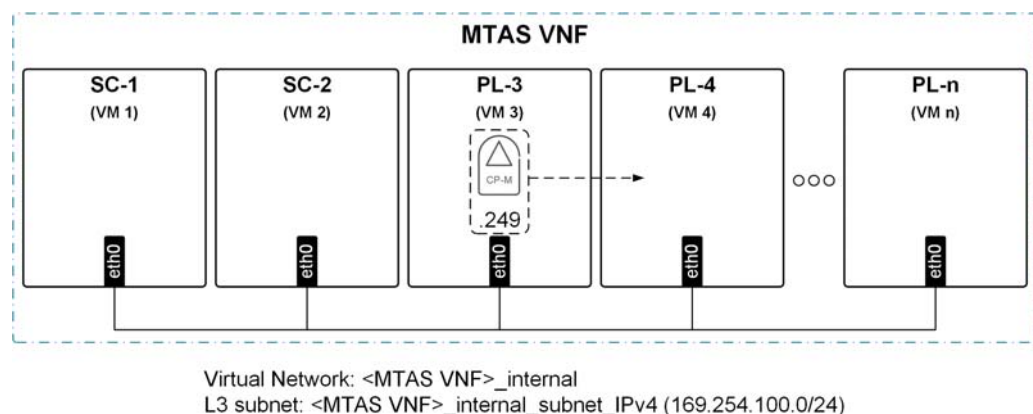 MTAS VNF
SC-1
(VM 1)
SC-2
(VM 2)
PL-3
(VM 3)
PL-4
(VM 4)
PL-n
(VM n)
CP-M
.249
eth0
eth0
eth0
eth0
eth0
Virtual Network: <MTAS VNF>_internal
L3 subnet: <MTAS VNF>_internal_subnet_IPv4 (169.254.100.0/24)